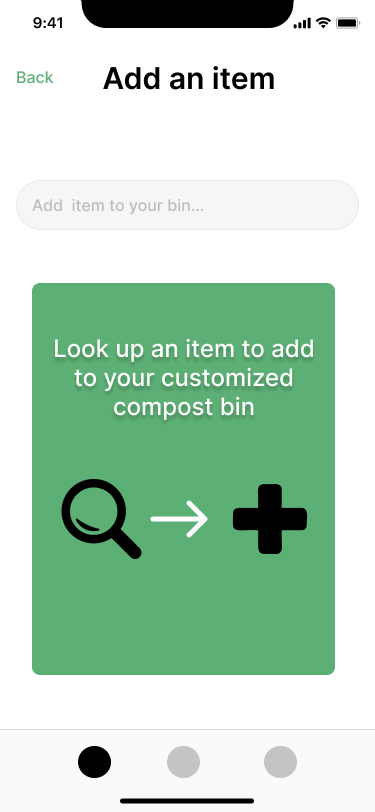 9:41
Back
Add an item
Add  item to your bin...
Look up an item to add
to your customized
compost bin